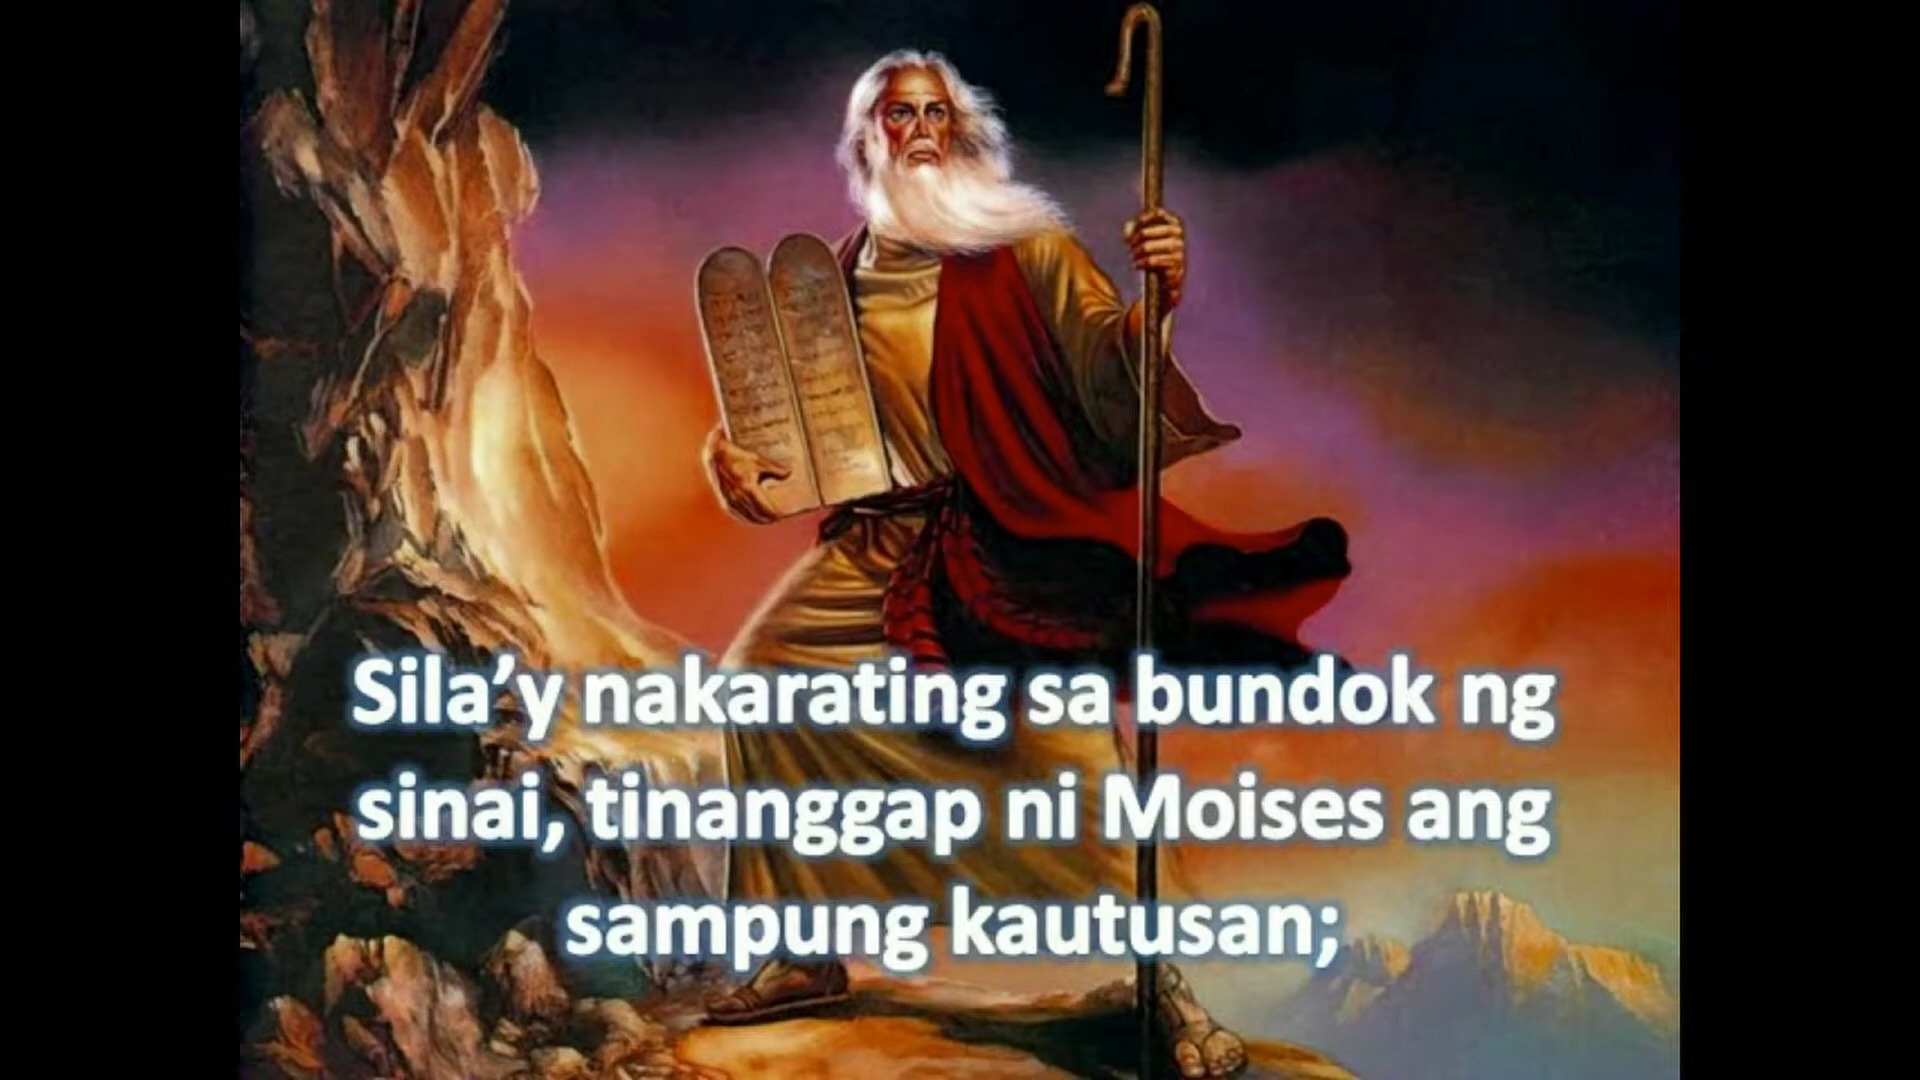 Sila’y nakarating sa bundok ng
sinai, tinanggap ni Moises ang
sampung kautusan;